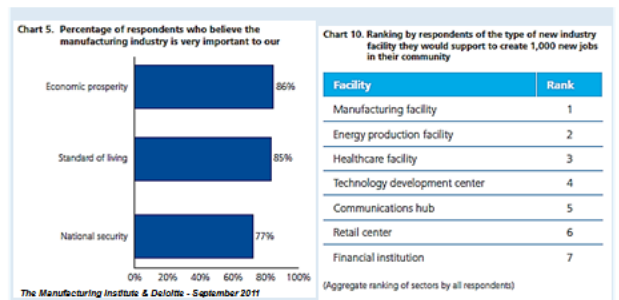 Chart 5. Percentage of respondents who believe the
manufacturing industry is very important to our
Economic prosperity
86%
Standard of living
85%
National security
77%
0% 20% 40% 60% 80% 100%
The Manufacturing Institute & Deloitte - September 2011
Chart 10. Ranking by respondents of the type of new industry
facility they would support to create 1,000 new jobs
in their community
Facility Rank
Manufacturing facility 1
Energy production facility 2
Healthcare facility 3
Technology development center 4
Communications hub 5
Retail center 6
Financial institution 7
(Aggregate ranking of sectors by all respondents)